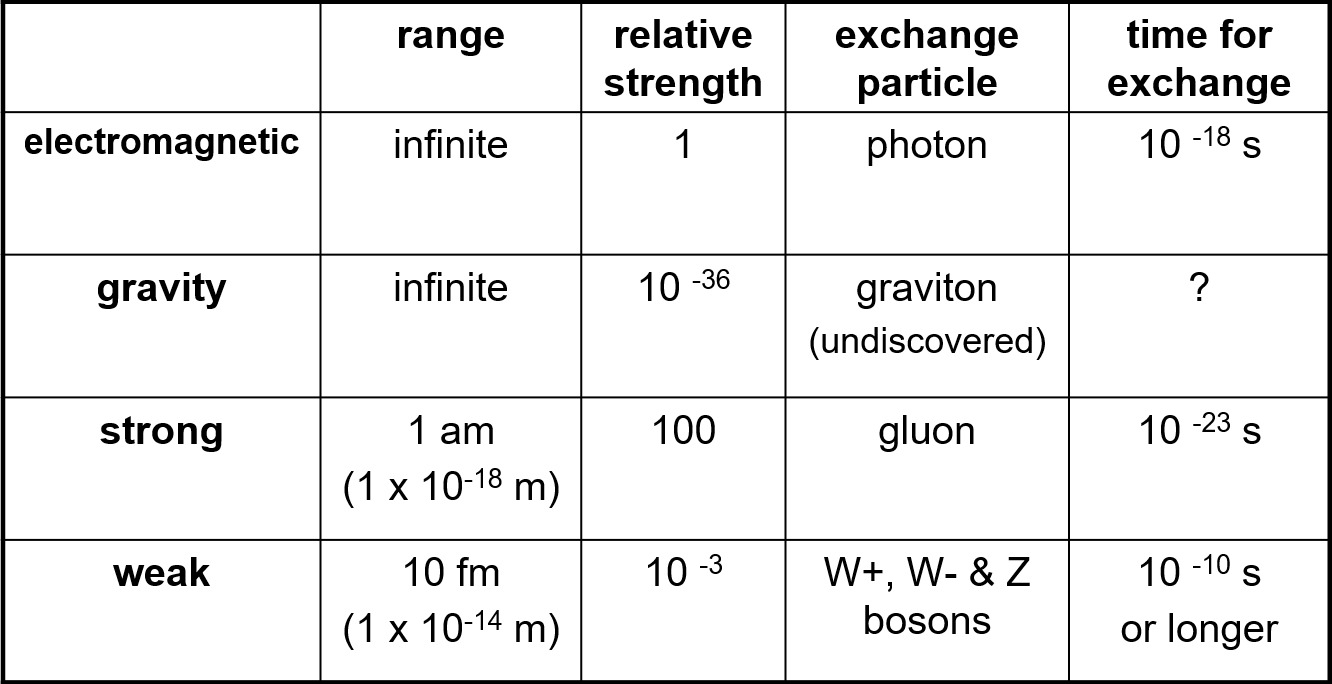 range
relative strength
exchange particle
time for exchange
electromagnetic
infinite
1
photon
10 ⁻¹⁸ s
gravity
infinite
10 ⁻³⁶
graviton
(undiscovered)
?
strong
1 am
(1 x 10⁻¹⁸ m)
100
gluon
10 ⁻²³ s
weak
10 fm
(1 x 10⁻¹⁴ m)
10 ⁻³
W+, W- & Z
bosons
10 ⁻¹⁰ s
or longer